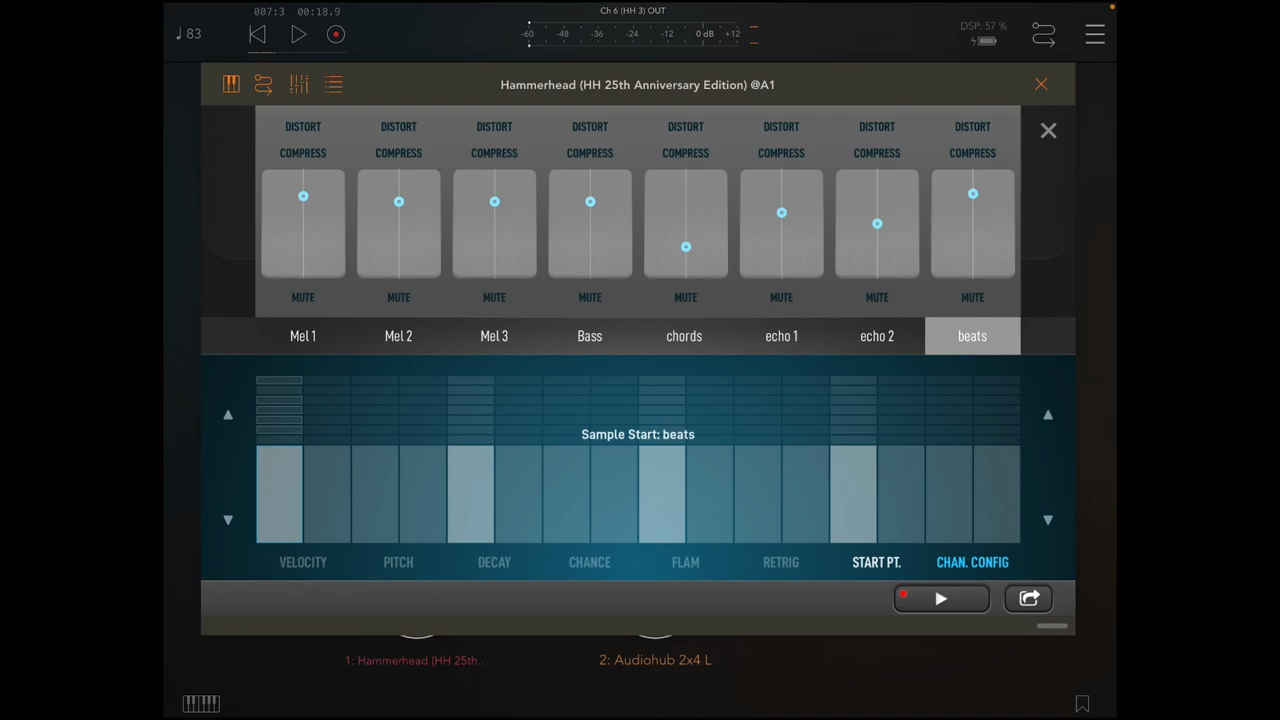 007:3 00:18.9
Ch 6 (HH 3) OUT
83
-60 -48 -36 -24 -12 0 dB +12
DSP: 57 %
Hammerhead (HH 25th Anniversary Edition) @A1
DISTORT DISTORT DISTORT DISTORT DISTORT DISTORT DISTORT DISTORT
COMPRESS COMPRESS COMPRESS COMPRESS COMPRESS COMPRESS COMPRESS COMPRESS
MUTE MUTE MUTE MUTE MUTE MUTE MUTE MUTE
Mel 1 Mel 2 Mel 3 Bass chords echo 1 echo 2 beats
Sample Start: beats
VELOCITY PITCH DECAY CHANCE FLAM RETRIG START PT. CHAN. CONFIG
1: Hammerhead (HH 25th... 2: Audiohub 2x4 L